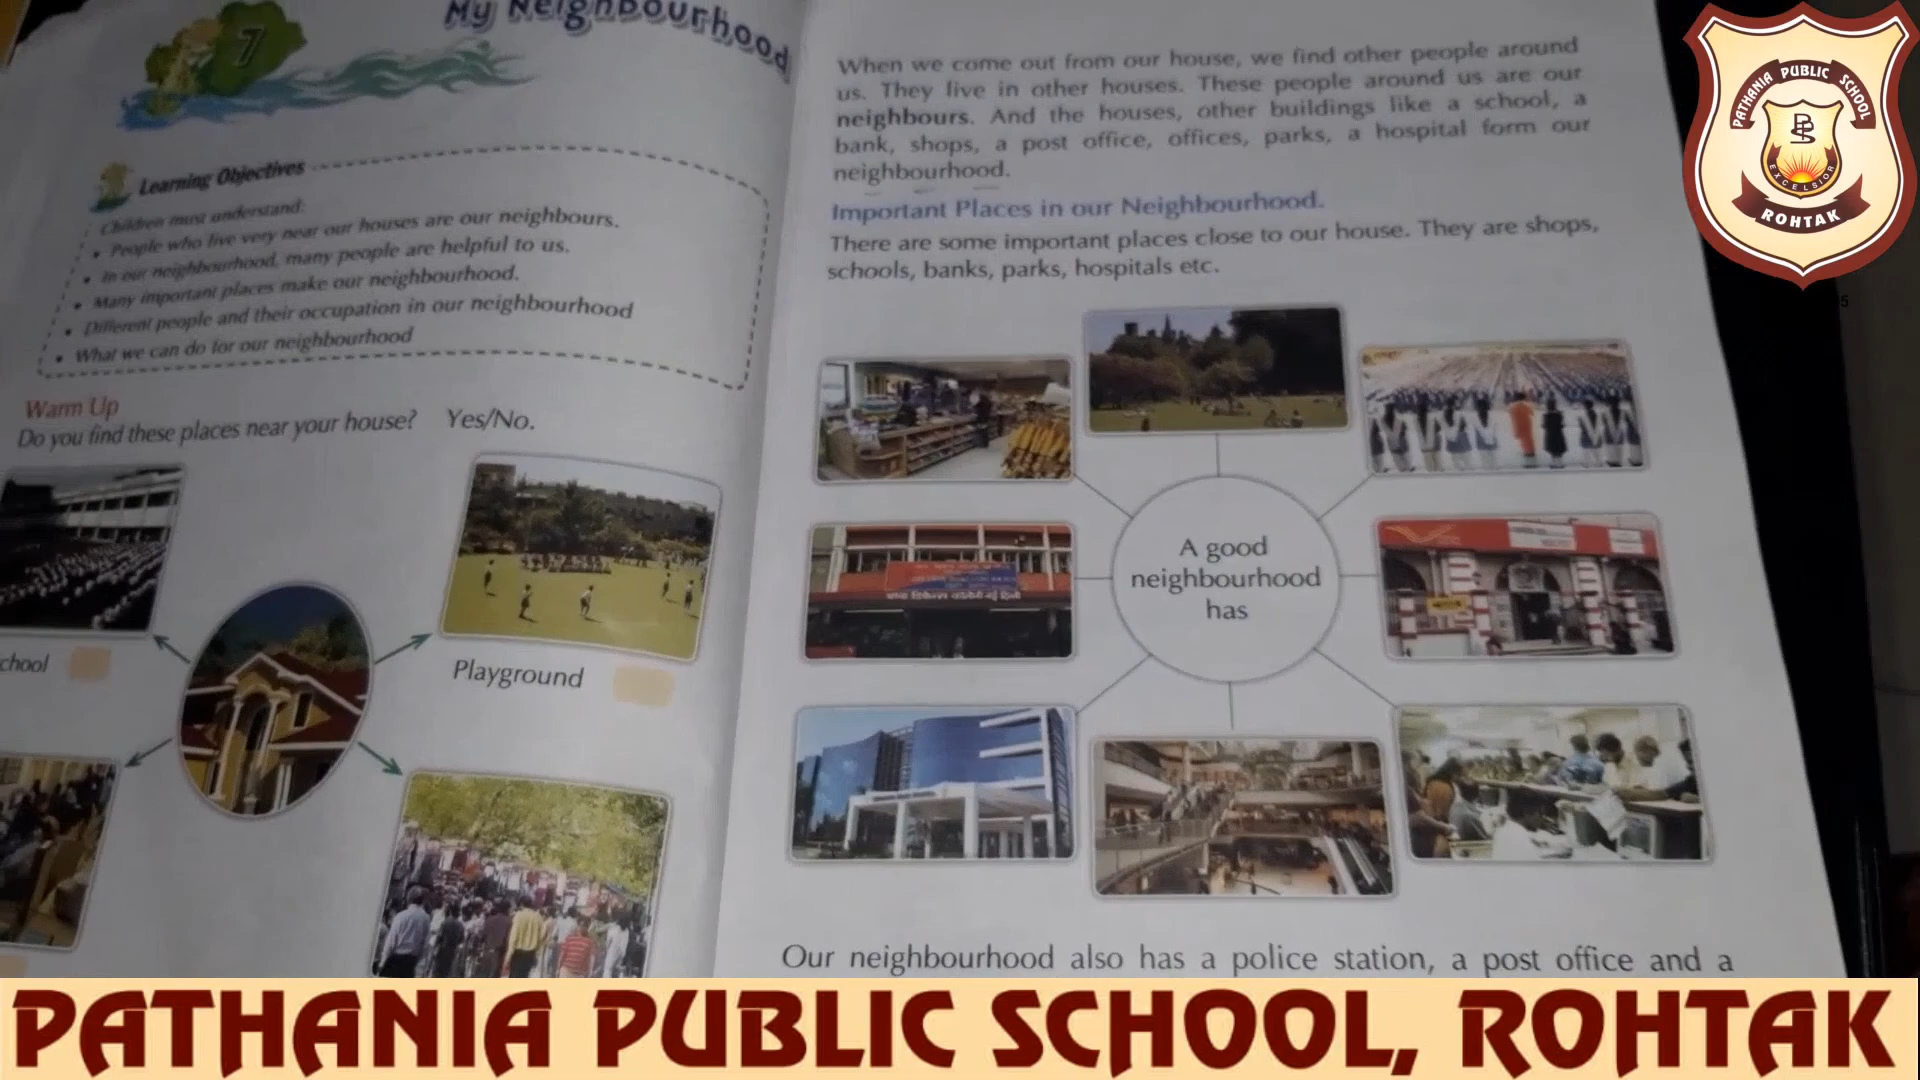 7
My Neighbourhood
Learning Objectives
Children must understand:
• People who live very near our houses are our neighbours.
• In our neighbourhood, many people are helpful to us.
• Many important places make our neighbourhood.
• Different people and their occupation in our neighbourhood
• What we can do for our neighbourhood
Warm Up
Do you find these places near your house? Yes/No.
chool
Playground
When we come out from our house, we find other people around
us. They live in other houses. These people around us are our
neighbours. And the houses, other buildings like a school, a
bank, shops, a post office, offices, parks, a hospital form our
neighbourhood.
Important Places in our Neighbourhood.
There are some important places close to our house. They are shops,
schools, banks, parks, hospitals etc.
A good
neighbourhood
has
Our neighbourhood also has a police station, a post office and a
PATHANIA PUBLIC SCHOOL
EXCELSIOR
ROHTAK
5
PATHANIA PUBLIC SCHOOL, ROHTAK